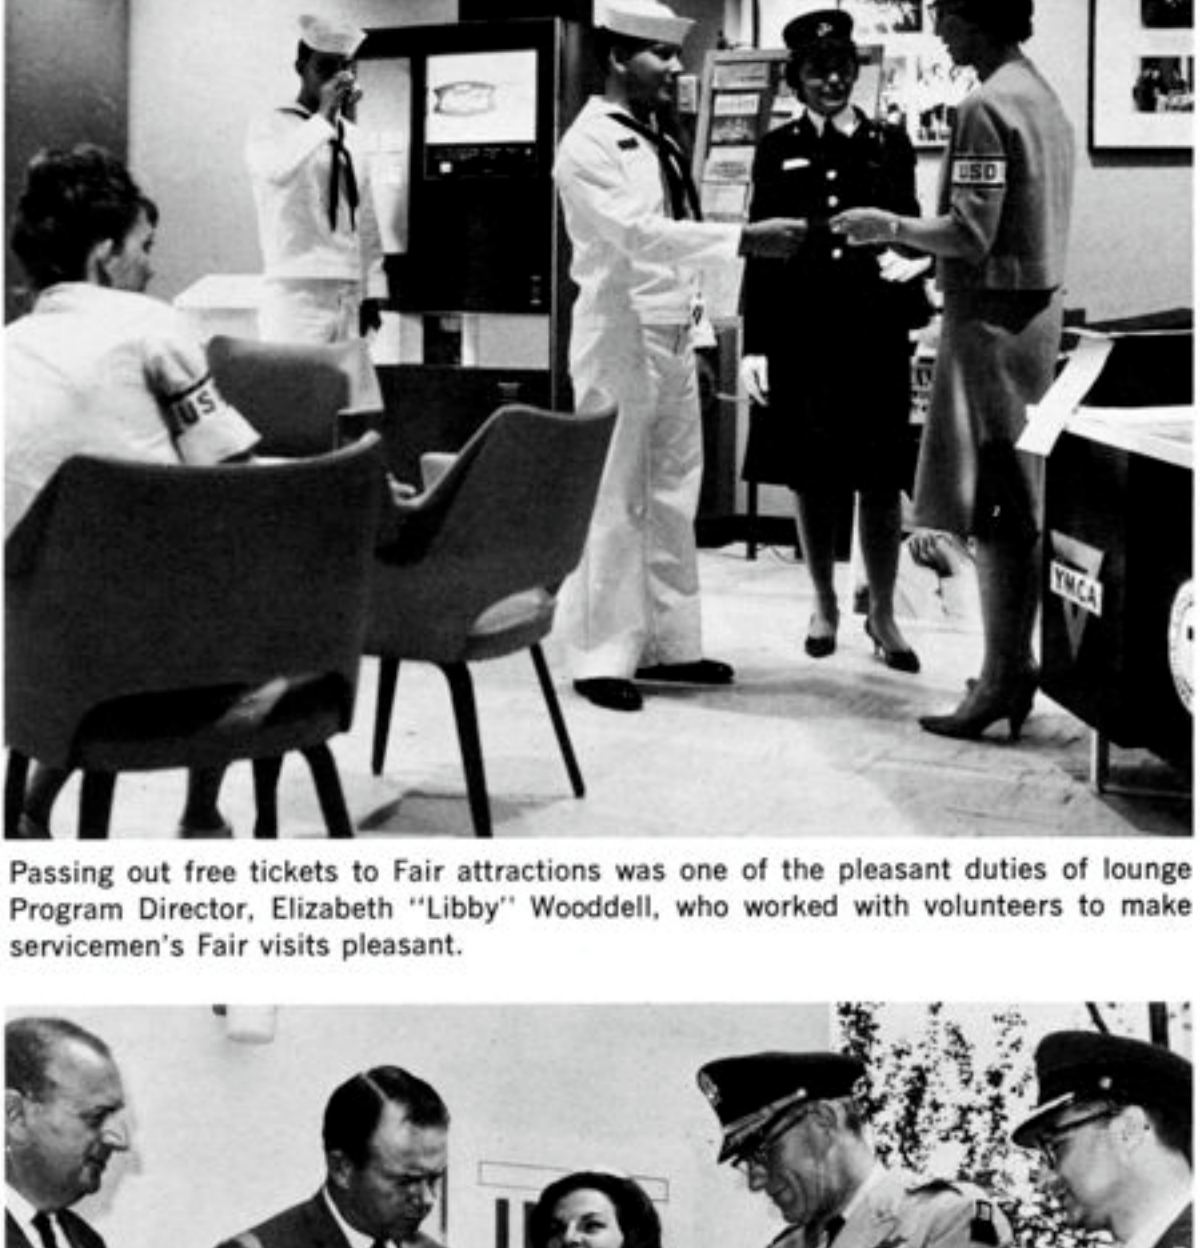 USO
US
YMCA
Passing out free tickets to Fair attractions was one of the pleasant duties of lounge
Program Director, Elizabeth "Libby" Wooddell, who worked with volunteers to make
servicemen's Fair visits pleasant.